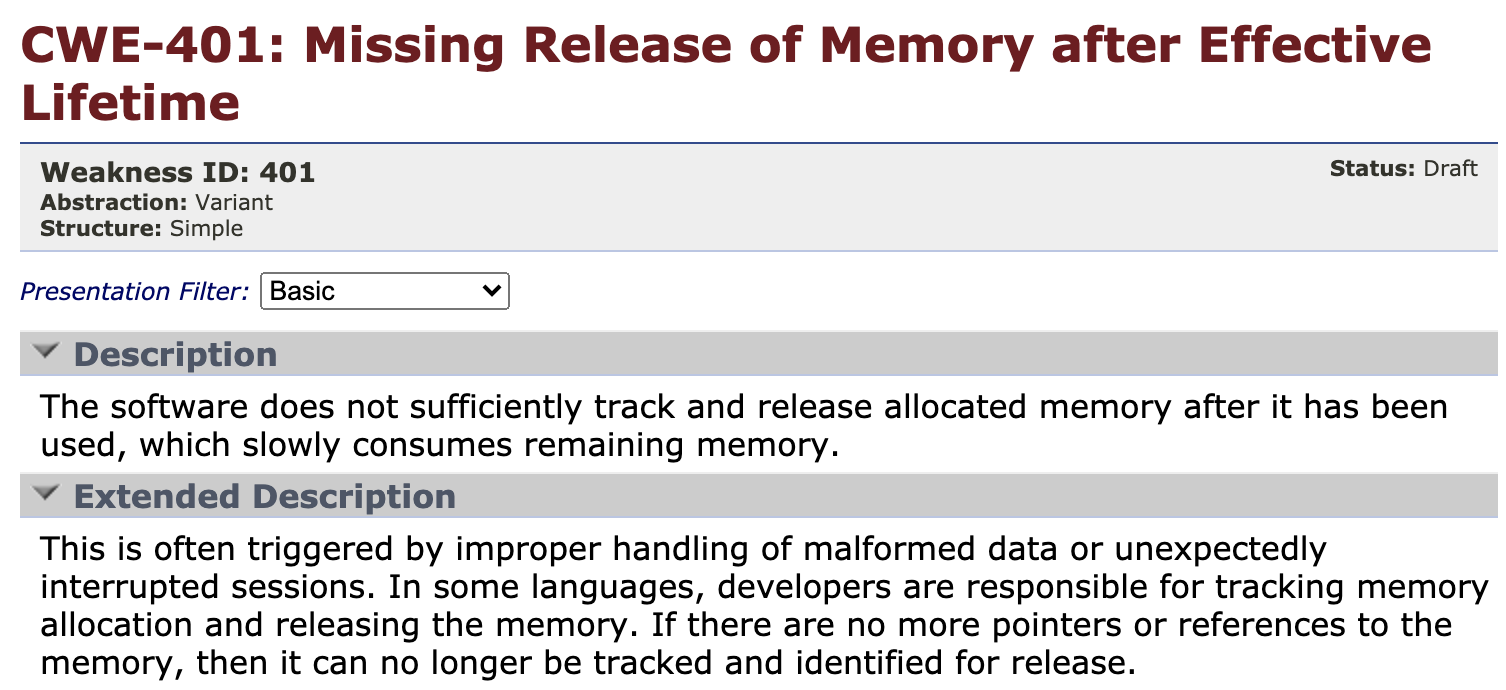 CWE-401: Missing Release of Memory after Effective
Lifetime
Weakness ID: 401
Status: Draft
Abstraction: Variant
Structure: Simple
Presentation Filter: Basic
Description
The software does not sufficiently track and release allocated memory after it has been
used, which slowly consumes remaining memory.
Extended Description
This is often triggered by improper handling of malformed data or unexpectedly
interrupted sessions. In some languages, developers are responsible for tracking memory
allocation and releasing the memory. If there are no more pointers or references to the
memory, then it can no longer be tracked and identified for release.